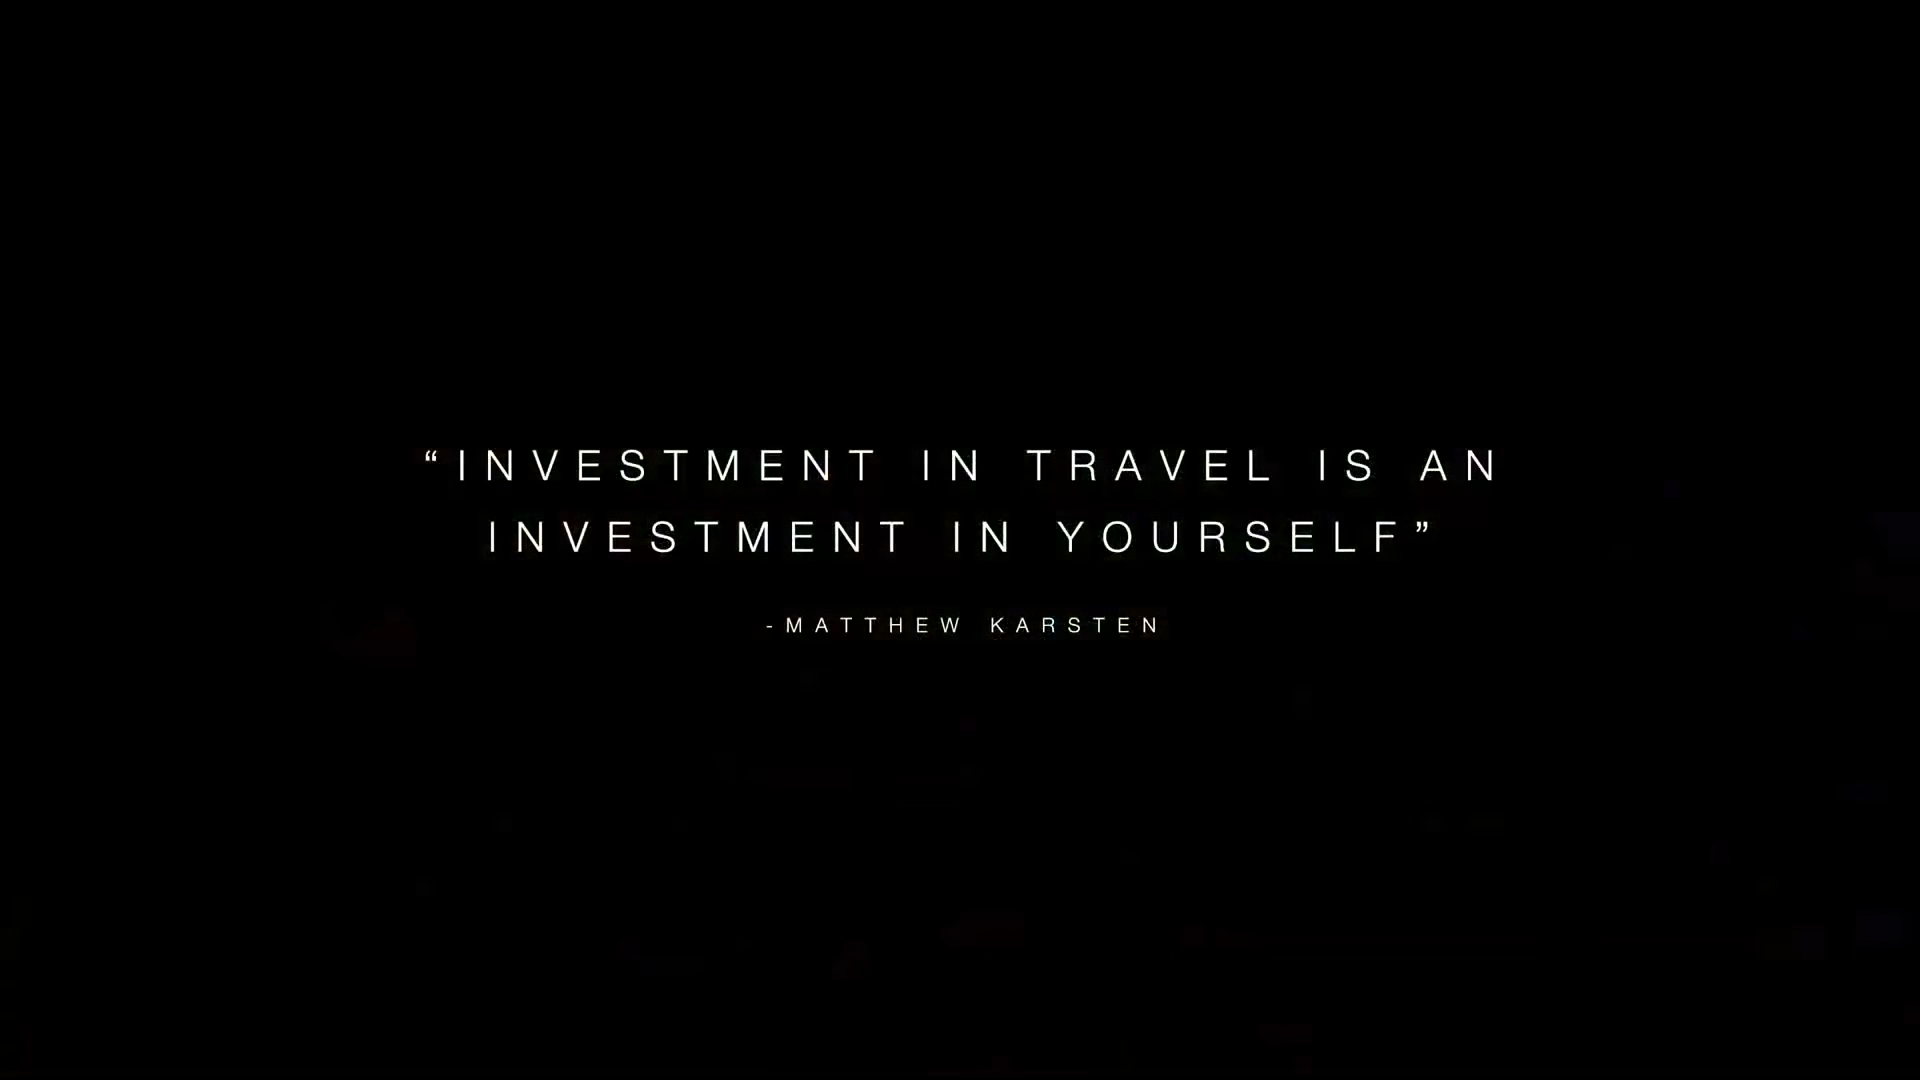 “INVESTMENT IN TRAVEL IS AN
INVESTMENT IN YOURSELF”
-MATTHEW KARSTEN